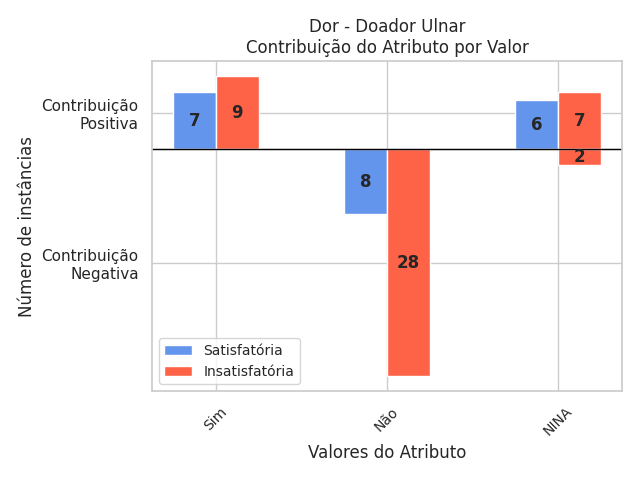 Dor - Doador Ulnar
Contribuição do Atributo por Valor
Contribuição
Positiva
Contribuição
Negativa
Número de instâncias
7
9
8
28
6
7
2
Satisfatória
Insatisfatória
Sim
Não
NINA
Valores do Atributo